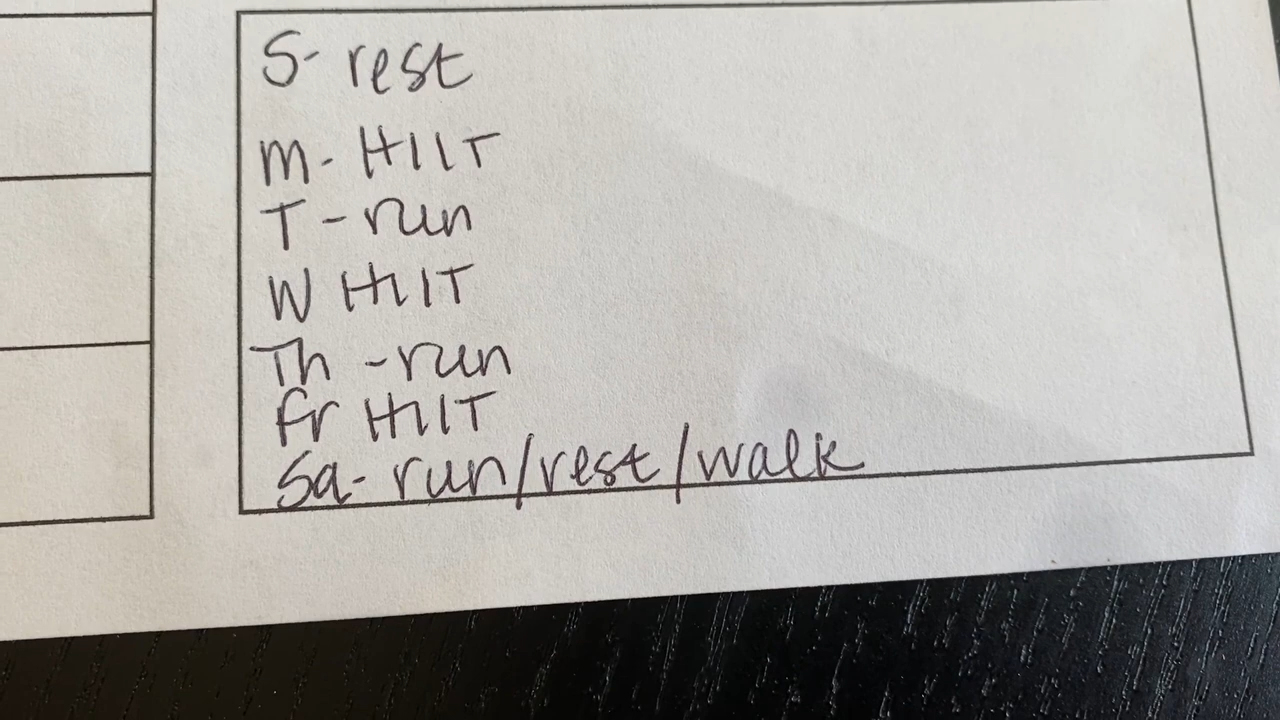 S- rest
M- HIIT
T - run
W HIIT
Th - run
Fr HIIT
Sa- run/rest/walk